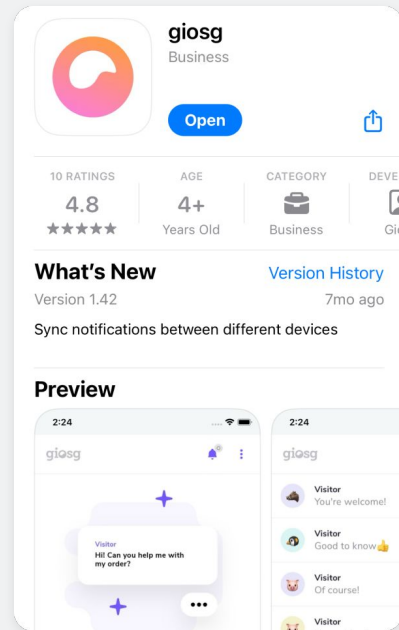 giosg
Business
Open
10 RATINGS
4.8
AGE
4+
Years Old
CATEGORY
Business
What's New
Version History
Version 1.42
7mo ago
Sync notifications between different devices
Preview
2:24
giosg
Visitor
Hi! Can you help me with
my order?
2:24
giosg
Visitor
You're welcome!
Visitor
Good to know👍
Visitor
Of course!
Visitor